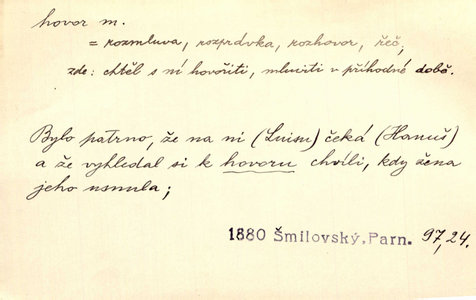 hovor m.
= rozmluva, rozprávka, rozhovor, řeč,
zde: chtěl s ní hovořiti, mluviti v příhodné době.
Bylo patrno, že na ni (Luisu) čeká (Hanuš)
a že vyhledal si k hovoru chvíli, kdy žena
jeho usnula;
1880 Šmilovský, Parn. 97,24.